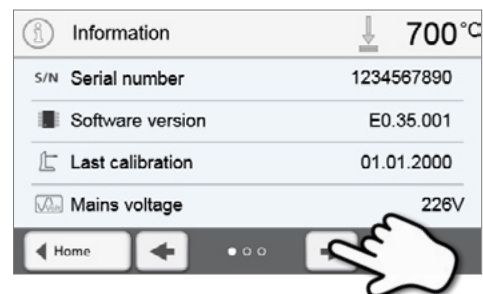 Information 700°C
S/N Serial number 1234567890
Software version E0.35.001
Last calibration 01.01.2000
Mains voltage 226V
Home